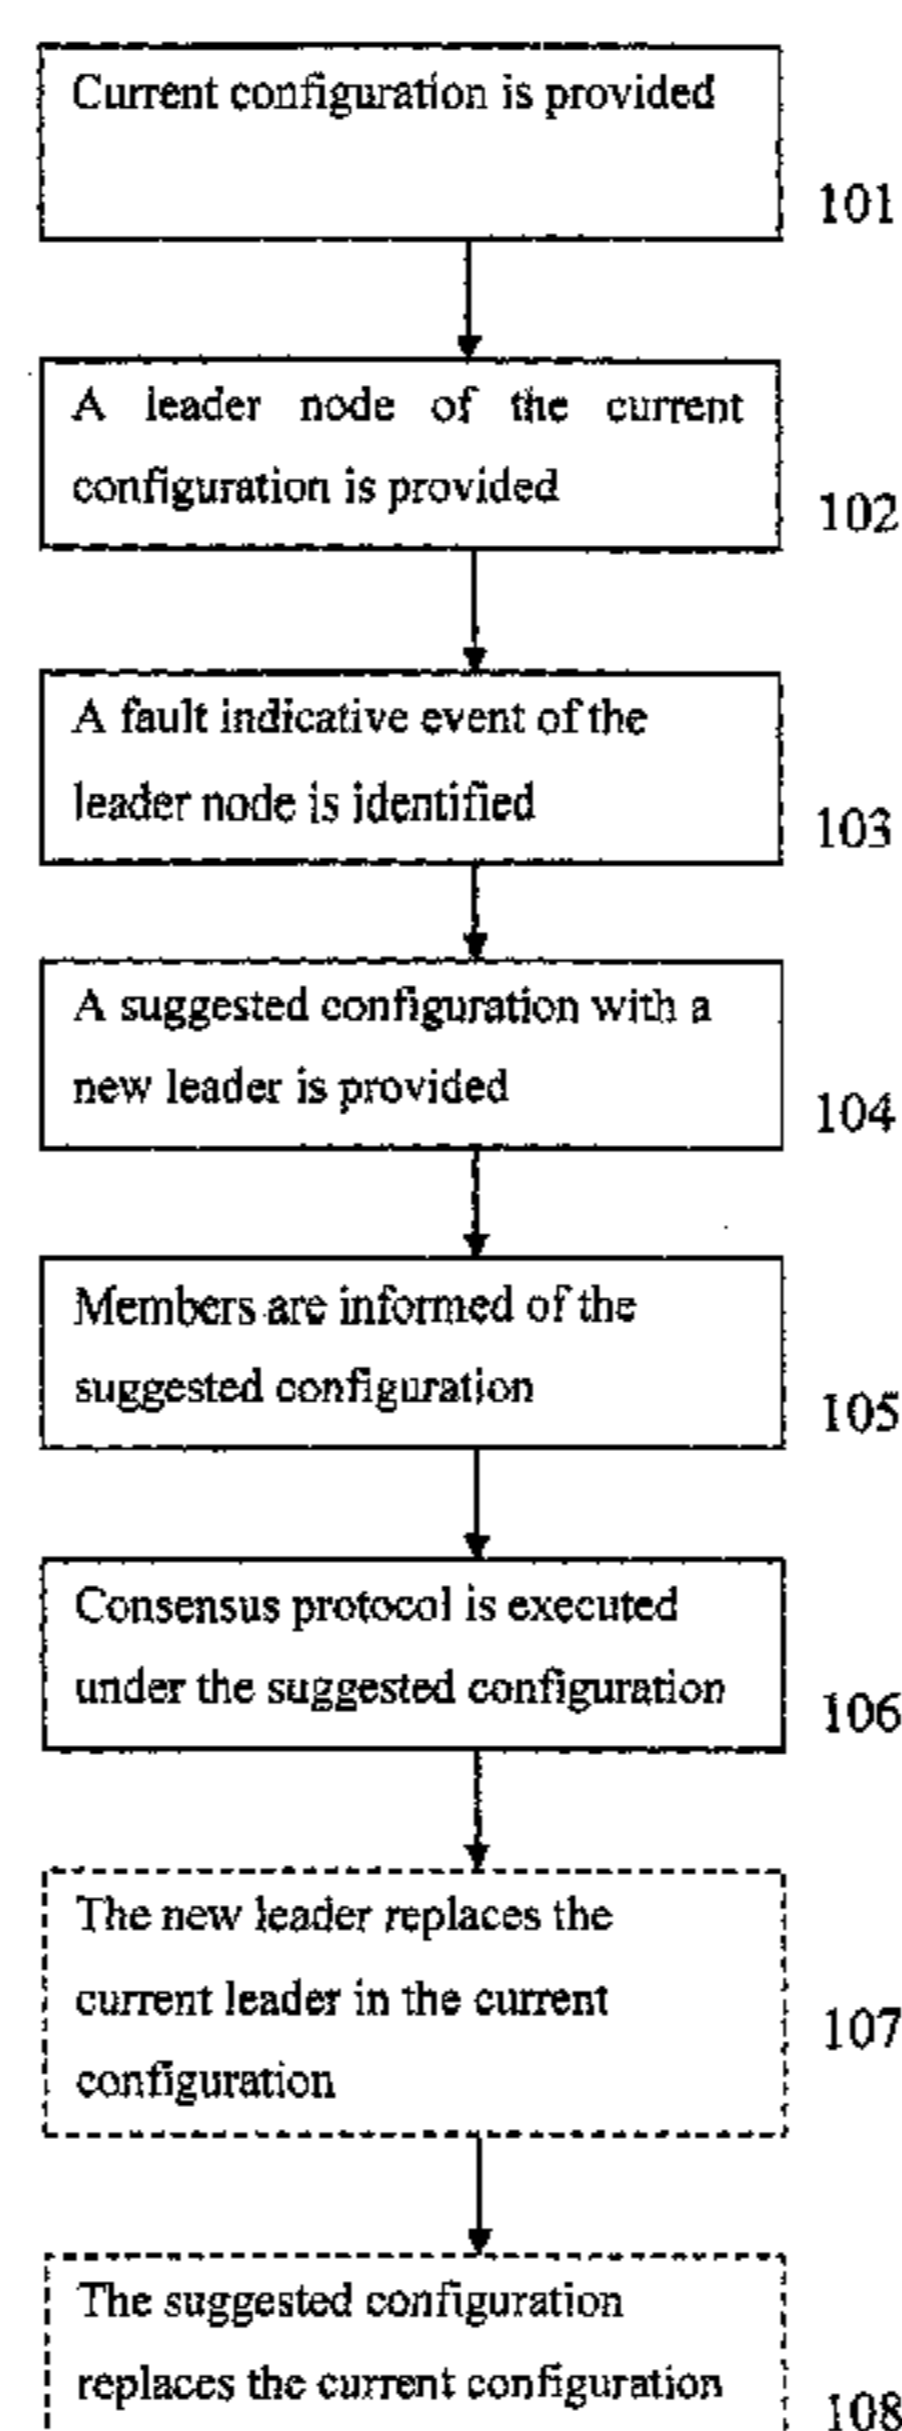 Current configuration is provided
101
A leader node of the current
configuration is provided
102
A fault indicative event of the
leader node is identified
103
A suggested configuration with a
new leader is provided
104
Members are informed of the
suggested configuration
105
Consensus protocol is executed
under the suggested configuration
106
The new leader replaces the
current leader in the current
configuration
107
The suggested configuration
replaces the current configuration
108